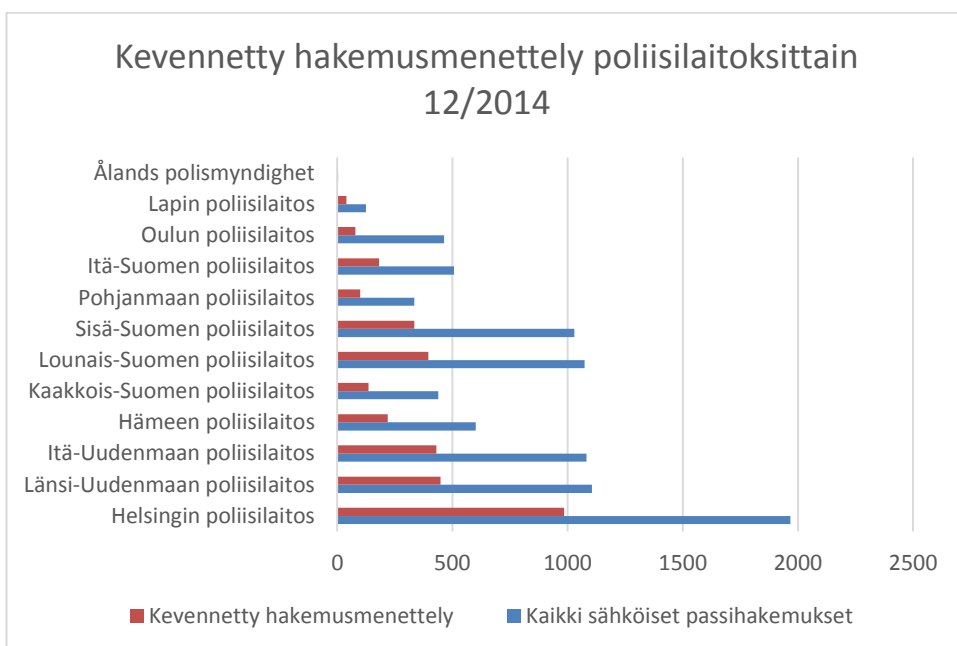 Kevennetty hakemusmenettely poliisilaitoksittain
12/2014
Ålands polismyndighet
Lapin poliisilaitos
Oulun poliisilaitos
Itä-Suomen poliisilaitos
Pohjanmaan poliisilaitos
Sisä-Suomen poliisilaitos
Lounais-Suomen poliisilaitos
Kaakkois-Suomen poliisilaitos
Hämeen poliisilaitos
Itä-Uudenmaan poliisilaitos
Länsi-Uudenmaan poliisilaitos
Helsingin poliisilaitos
0 500 1000 1500 2000 2500
Kevennetty hakemusmenettely Kaikki sähköiset passihakemukset